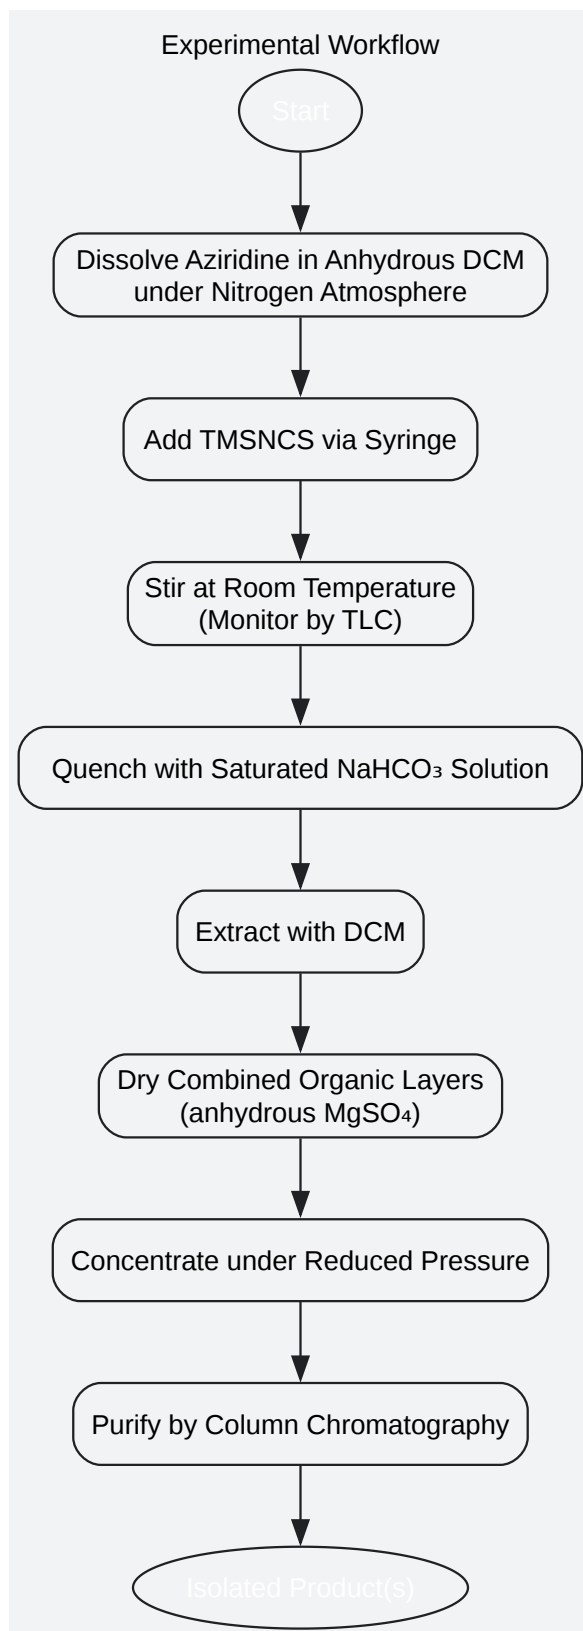 Experimental Workflow
Start
Dissolve Aziridine in Anhydrous DCM
under Nitrogen Atmosphere
Add TMSNCS via Syringe
Stir at Room Temperature
(Monitor by TLC)
Quench with Saturated NaHCO₃ Solution
Extract with DCM
Dry Combined Organic Layers
(anhydrous MgSO₄)
Concentrate under Reduced Pressure
Purify by Column Chromatography
Isolated Product(s)